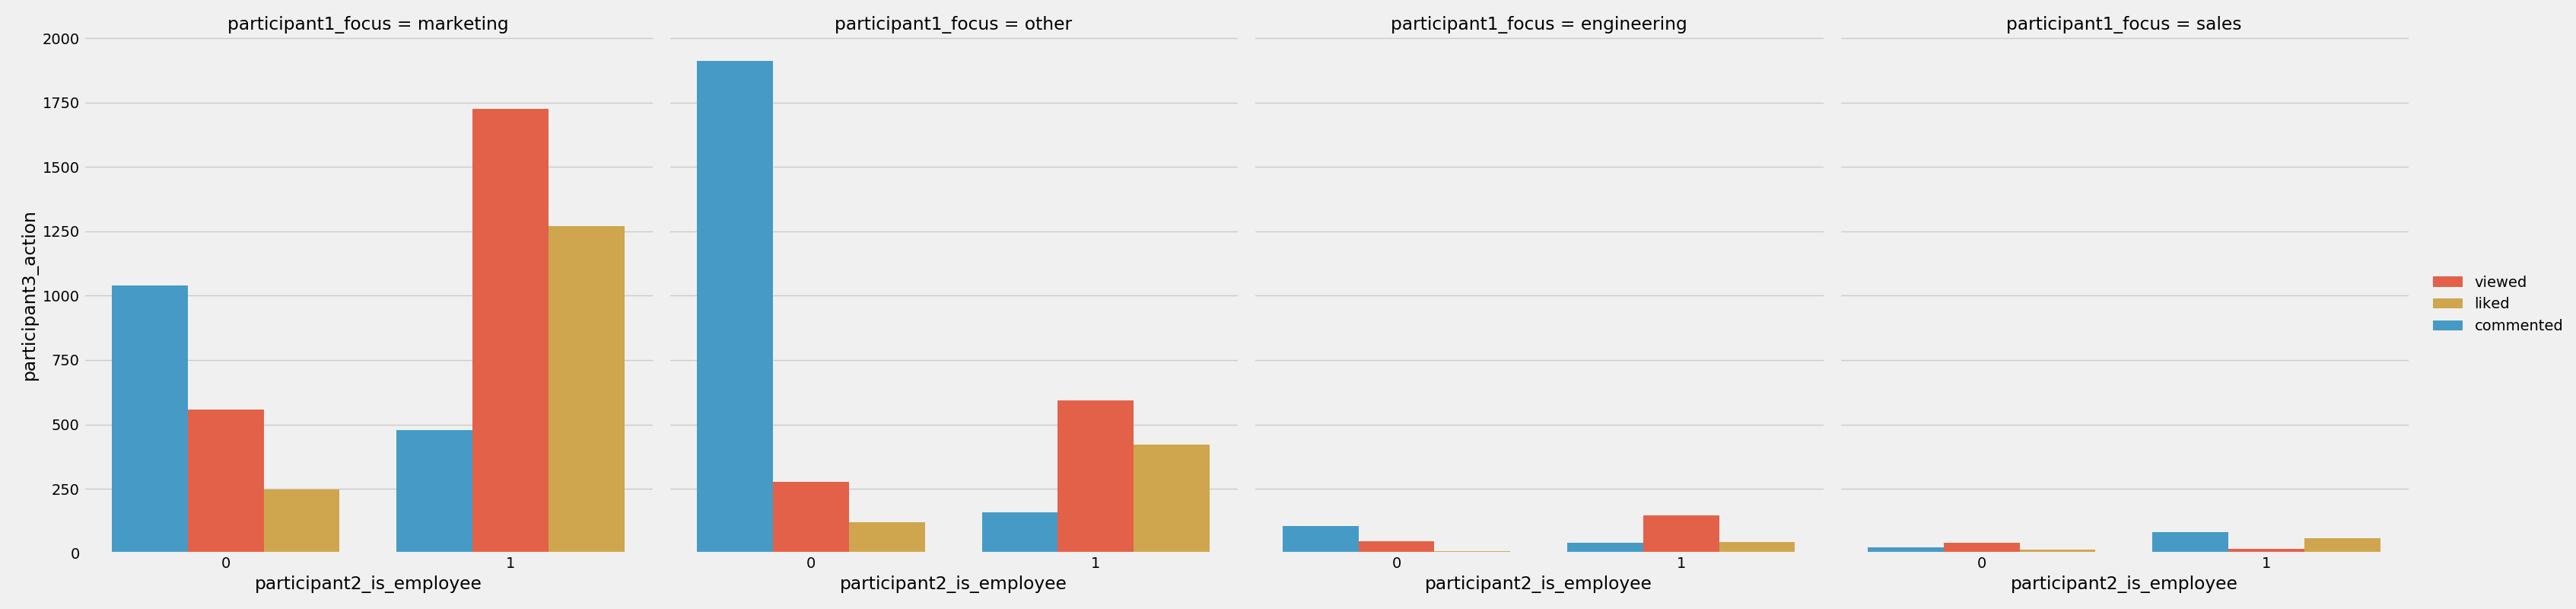 participant1_focus = marketing
participant1_focus = other
participant1_focus = engineering
participant1_focus = sales
participant3_action
2000
1750
1500
1250
1000
750
500
250
0
0 1
0 1
0 1
0 1
participant2_is_employee
participant2_is_employee
participant2_is_employee
participant2_is_employee
viewed
liked
commented